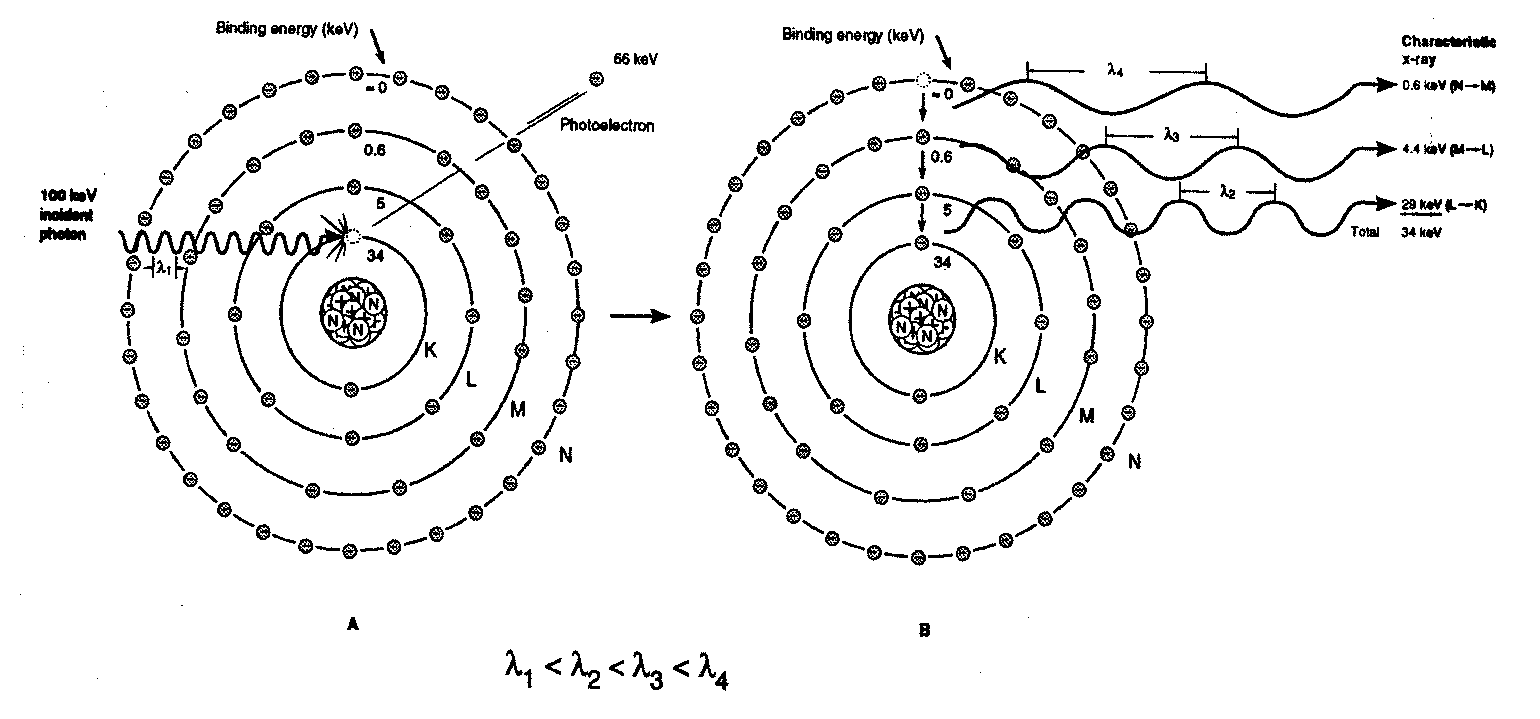 Binding energy (keV)
66 keV
≈ 0
Photoelectron
0.6
100 keV
incident
photon
5
λ1
34
N
N
N
N
K
L
M
N
A
Binding energy (keV)
Characteristic
x-ray
λ4
≈ 0
0.6 keV (N→M)
λ3
0.6
4.4 keV (M→L)
λ2
5
29 keV (L→K)
Total 34 keV
34
N
N
N
N
K
L
M
N
B
λ1 < λ2 < λ3 < λ4